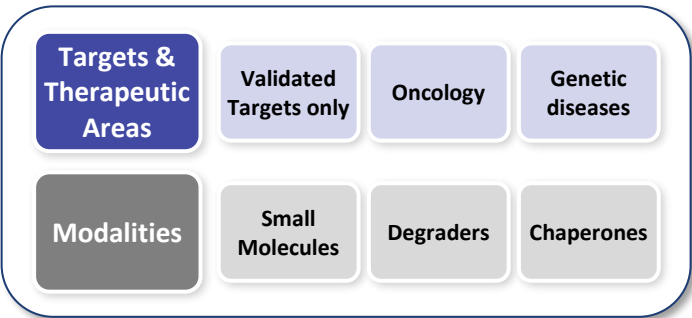 Targets &
Therapeutic
Areas
Validated
Targets only
Oncology
Genetic
diseases
Modalities
Small
Molecules
Degraders
Chaperones